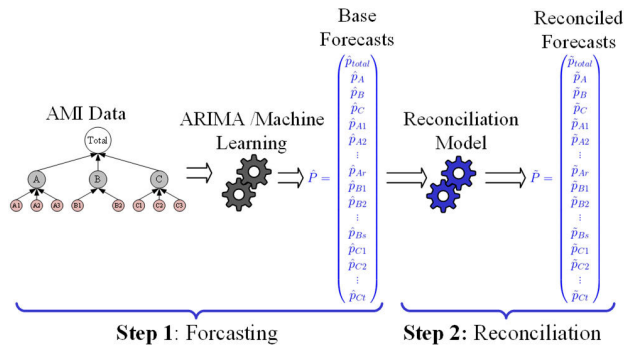 Base
Forecasts
Reconciled
Forecasts
AMI Data
Total
A
B
C
A1
A2
A3
B1
B2
C1
C2
C3
ARIMA /Machine
Learning
P̂ =
p̂total
p̂A
p̂B
p̂C
p̂A1
p̂A2
⋮
p̂Ar
p̂B1
p̂B2
⋮
p̂Bs
p̂C1
p̂C2
⋮
p̂Ct
Reconciliation
Model
P̃ =
p̃total
p̃A
p̃B
p̃C
p̃A1
p̃A2
⋮
p̃Ar
p̃B1
p̃B2
⋮
p̃Bs
p̃C1
p̃C2
⋮
p̃Ct
Step 1: Forcasting
Step 2: Reconciliation